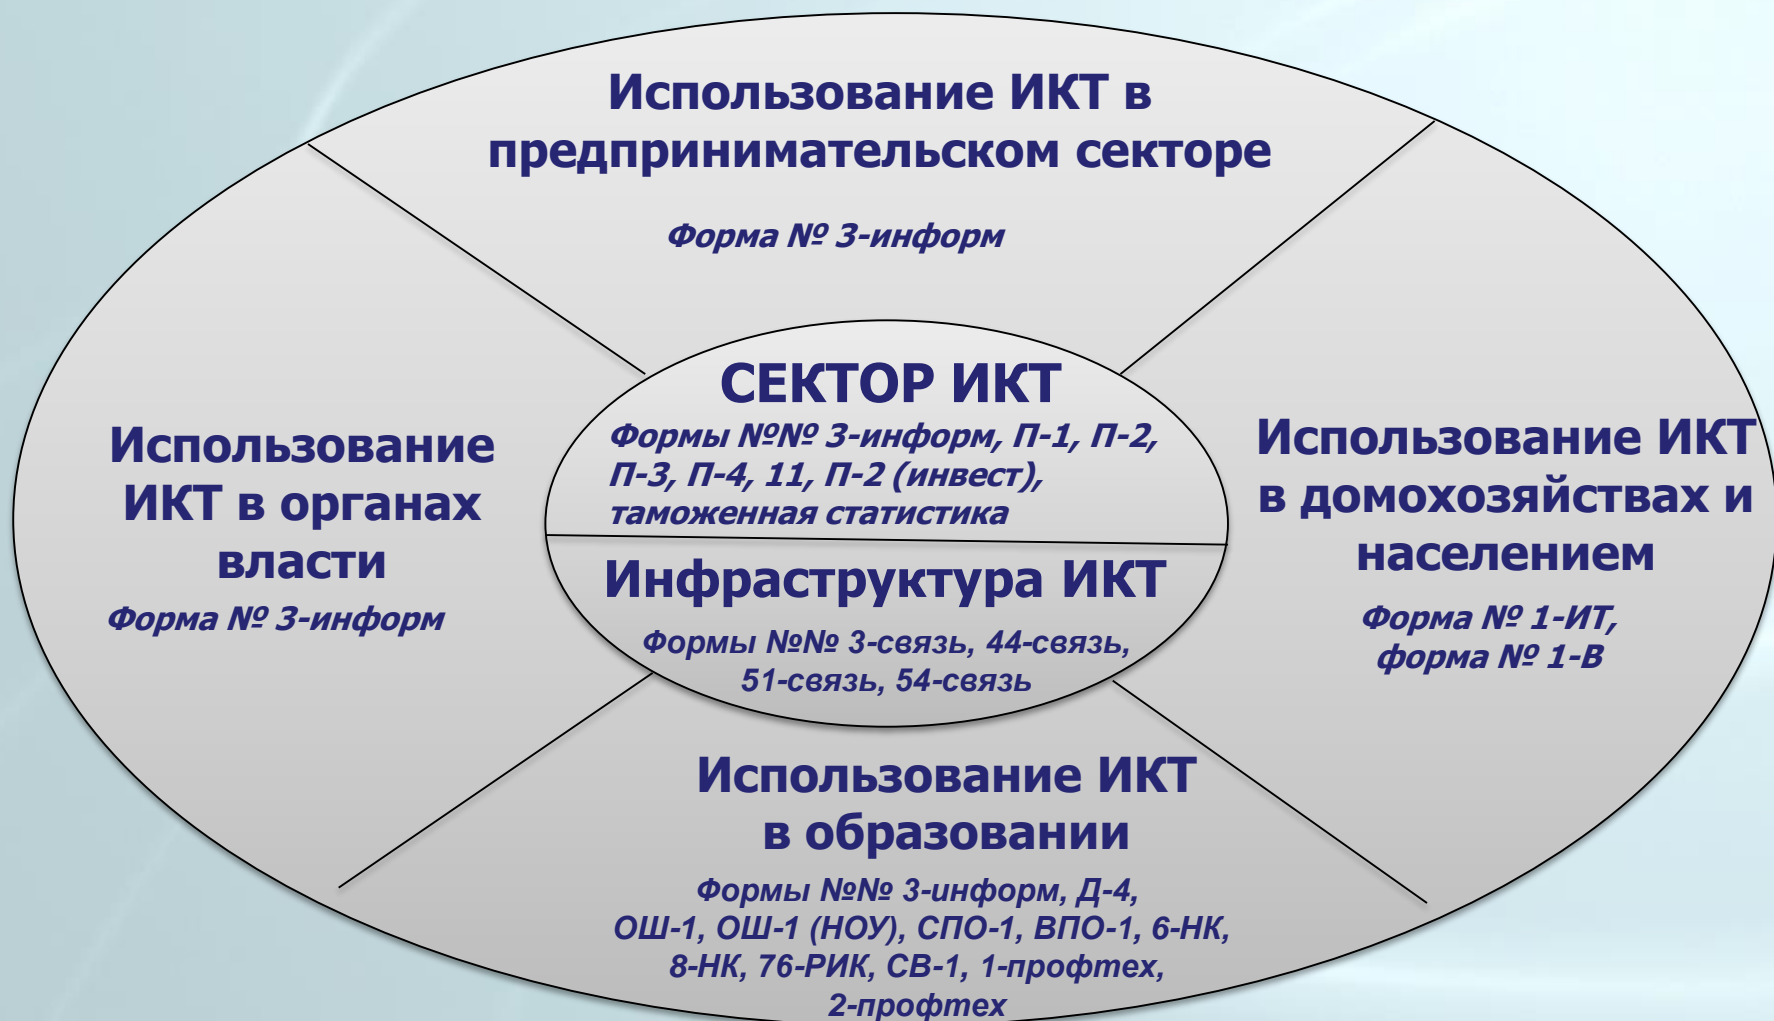 Использование ИКТ в
предпринимательском секторе
Форма № 3-информ
Использование
ИКТ в органах
власти
Форма № 3-информ
СЕКТОР ИКТ
Формы №№ 3-информ, П-1, П-2,
П-3, П-4, 11, П-2 (инвест),
таможенная статистика
Инфраструктура ИКТ
Формы №№ 3-связь, 44-связь,
51-связь, 54-связь
Использование ИКТ
в домохозяйствах и
населением
Форма № 1-ИТ,
форма № 1-В
Использование ИКТ
в образовании
Формы №№ 3-информ, Д-4,
ОШ-1, ОШ-1 (НОУ), СПО-1, ВПО-1, 6-НК,
8-НК, 76-РИК, СВ-1, 1-профтех,
2-профтех